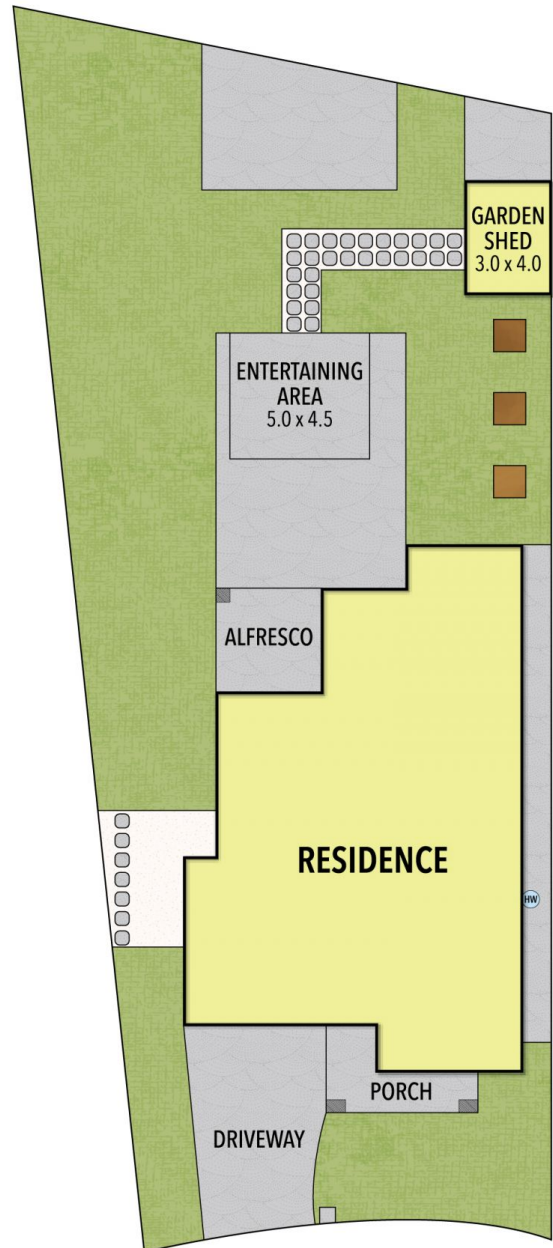 GARDEN
SHED
3.0 x 4.0
ENTERTAINING
AREA
5.0 x 4.5
ALFRESCO
RESIDENCE
HW
PORCH
DRIVEWAY